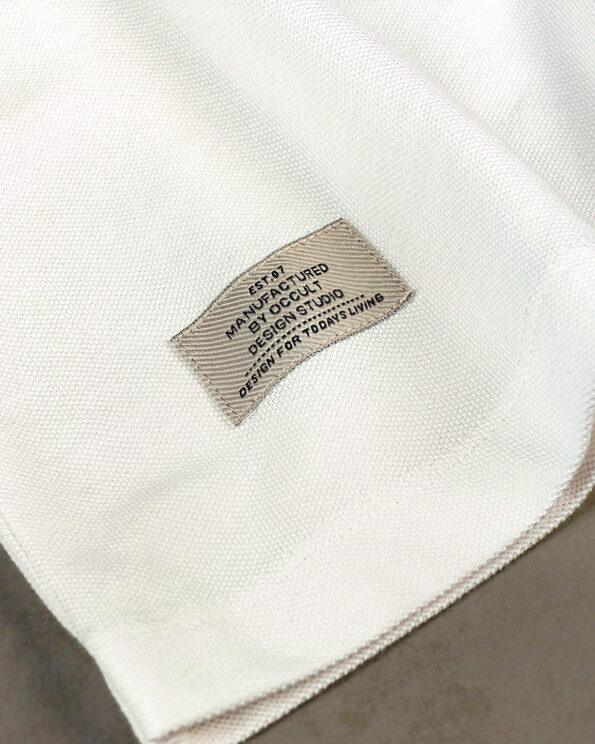 EST.07
MANUFACTURED
BY OCCULT
DESIGN STUDIO
DESIGN FOR TODAYS LIVING